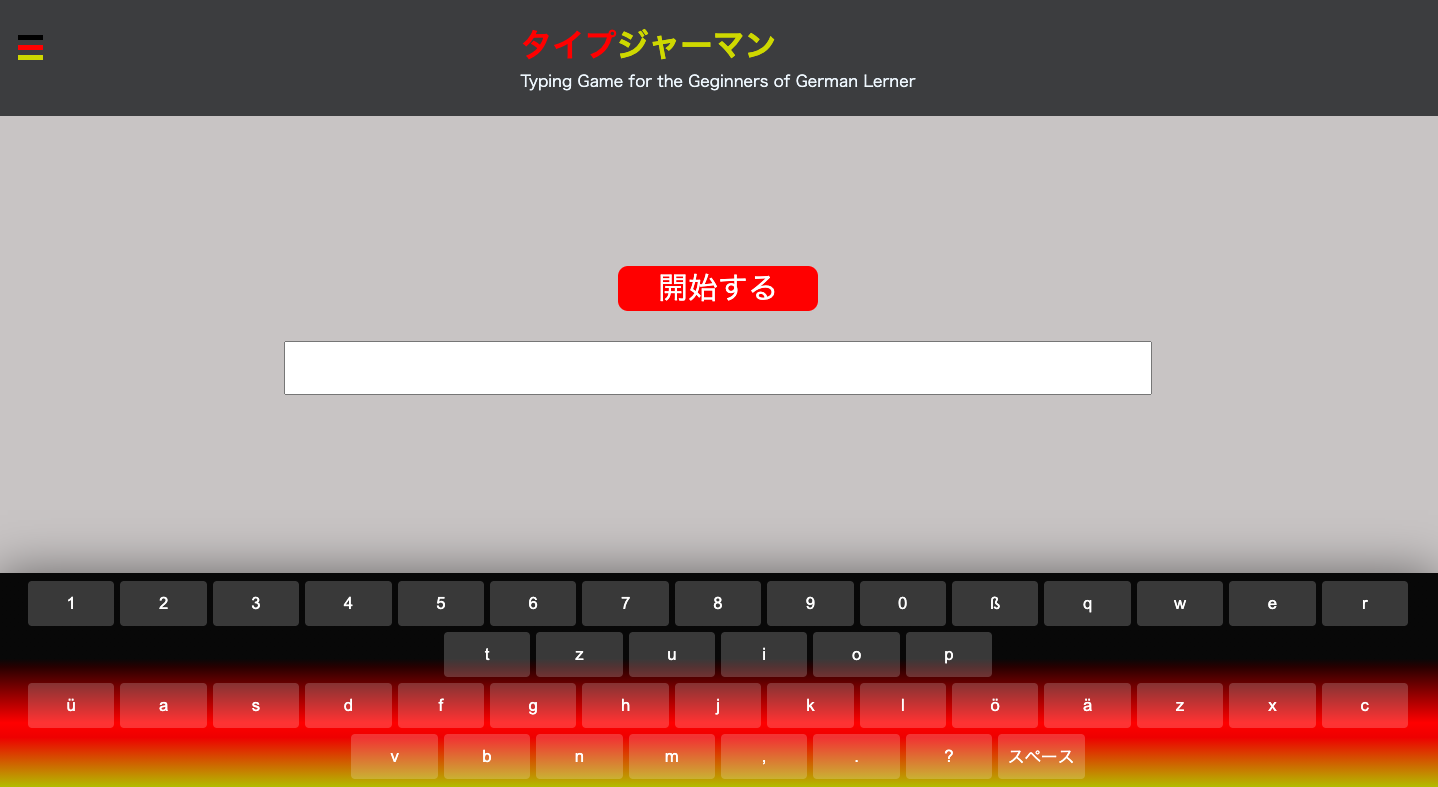 タイプジャーマン
Typing Game for the Geginners of German Lerner
開始する
1 2 3 4 5 6 7 8 9 0 ß q w e r
t z u i o p
ü a s d f g h j k l ö ä z x c
v b n m , . ? スペース